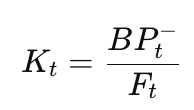 $K_t = \frac{BP_t^-}{F_t}$